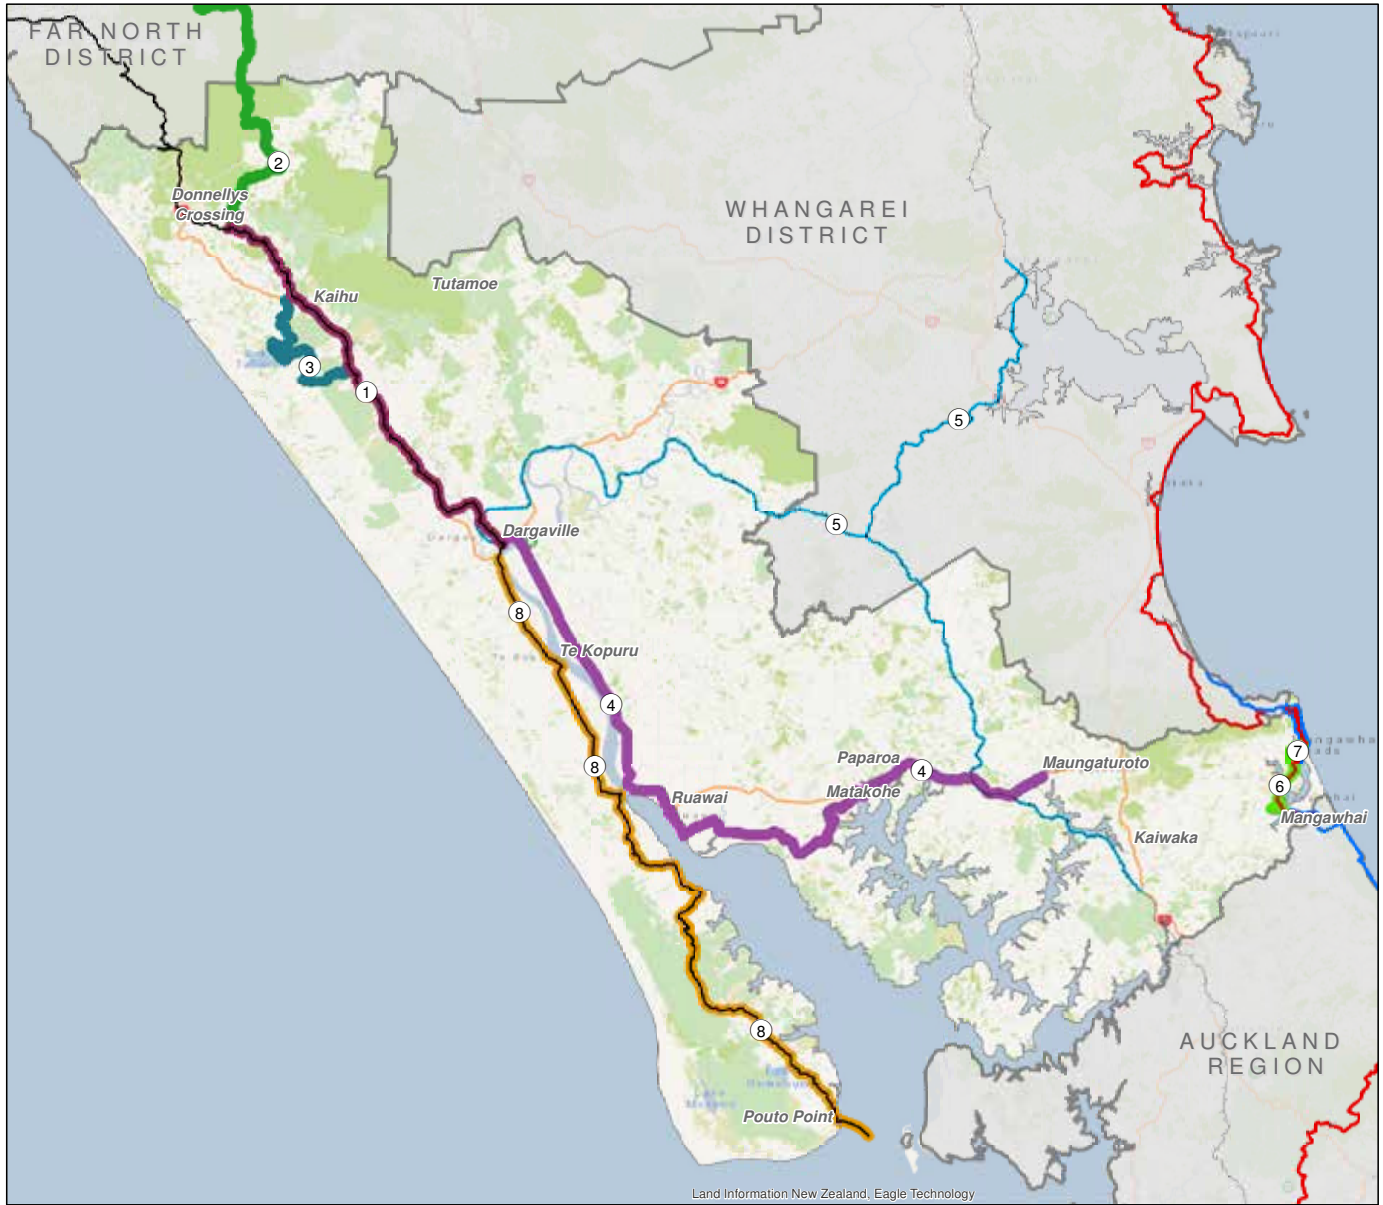 FAR NORTH
DISTRICT
2
Donnellys
Crossing
WHANGAREI
DISTRICT
Tutamoe
Kaihu
3
1
5
5
Dargaville
8
Te Kopuru
4
8
Paparoa
4
Maungaturoto
7
6
Matakohe
Ruawai
Mangawhai
Kaiwaka
8
AUCKLAND
REGION
Pouto Point
Land Information New Zealand, Eagle Technology